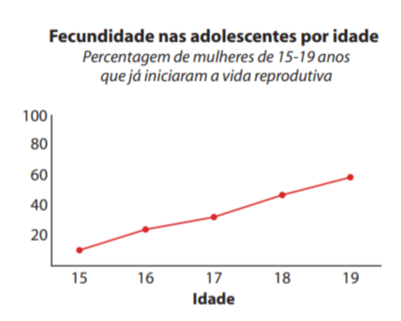 Fecundidade nas adolescentes por idade
Percentagem de mulheres de 15-19 anos
que já iniciaram a vida reprodutiva
100
80
60
40
20
15 16 17 18 19
Idade